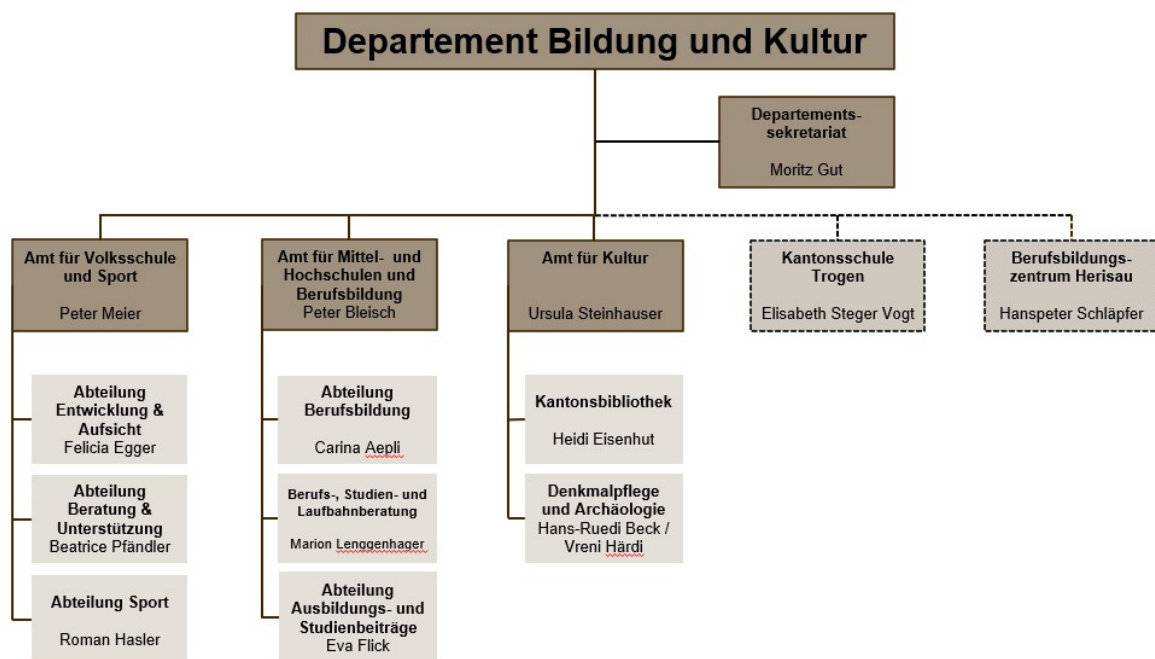 Departement Bildung und Kultur
Departements-
sekretariat
Moritz Gut
Amt für Volksschule
und Sport
Peter Meier
Amt für Mittel- und
Hochschulen und
Berufsbildung
Peter Bleisch
Amt für Kultur
Ursula Steinhauser
Kantonsschule
Trogen
Elisabeth Steger Vogt
Berufsbildungs-
zentrum Herisau
Hanspeter Schläpfer
Abteilung
Entwicklung &
Aufsicht
Felicia Egger
Abteilung
Beratung &
Unterstützung
Beatrice Pfändler
Abteilung Sport
Roman Hasler
Abteilung
Berufsbildung
Carina Aepli
Berufs-, Studien- und
Laufbahnberatung
Marion Lenggenhager
Abteilung
Ausbildungs- und
Studienbeiträge
Eva Flick
Kantonsbibliothek
Heidi Eisenhut
Denkmalpflege
und Archäologie
Hans-Ruedi Beck /
Vreni Härdi